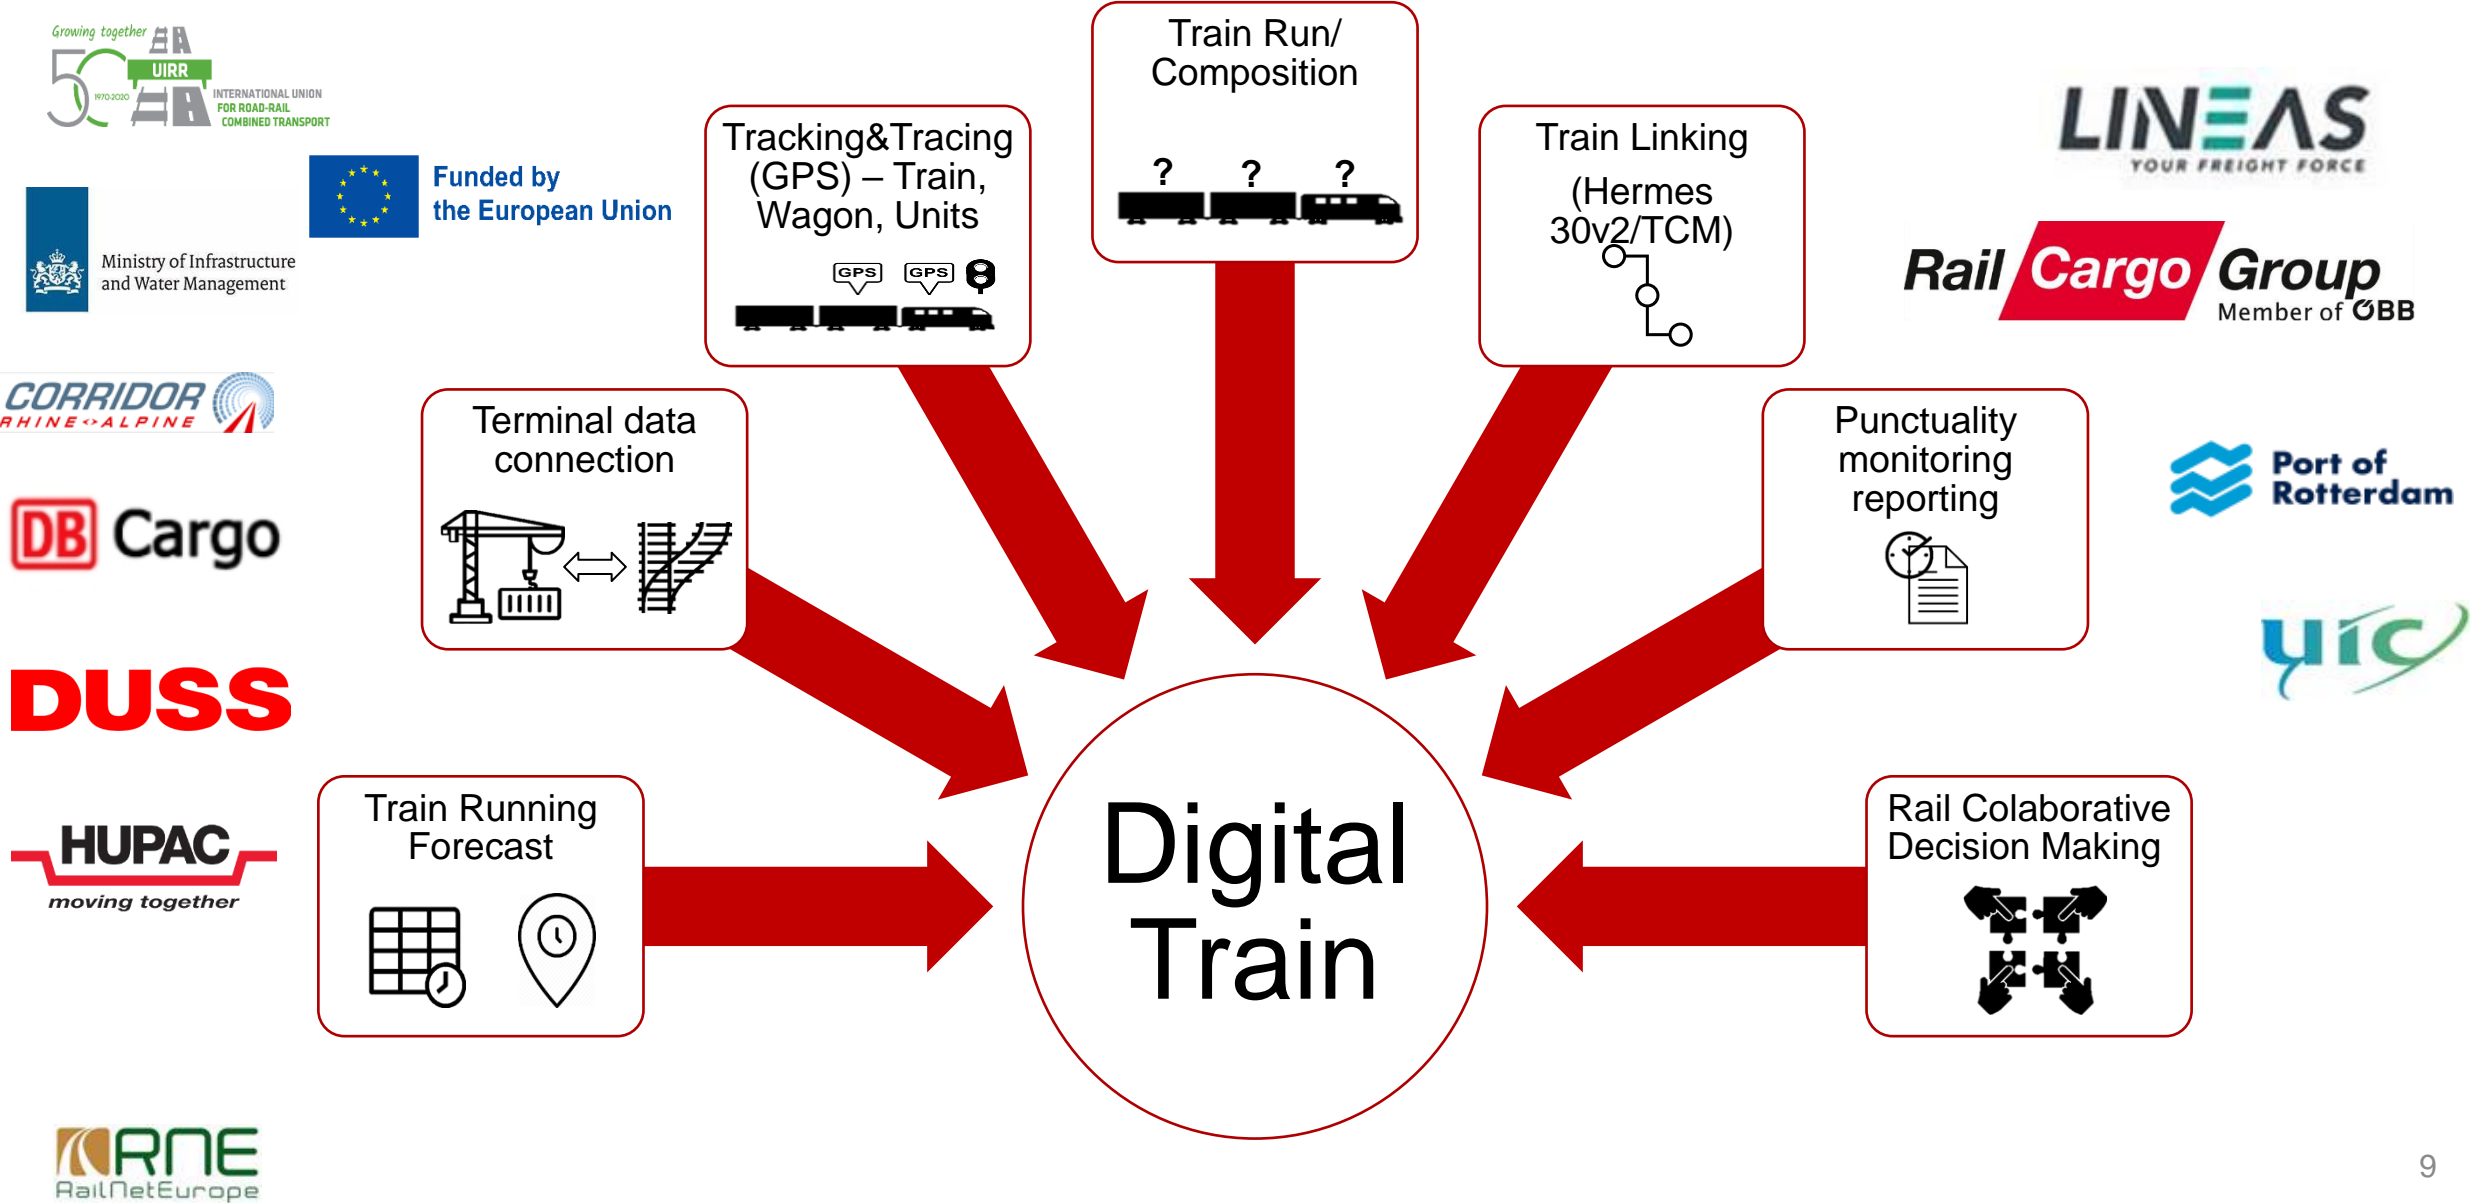 Growing together
50
UIRR
1970-2020
INTERNATIONAL UNION
FOR ROAD-RAIL
COMBINED TRANSPORT
Ministry of Infrastructure
and Water Management
Funded by
the European Union
CORRIDOR
RHINE<>ALPINE
DB Cargo
DUSS
HUPAC
moving together
RNE
RailNetEurope
Train Running
Forecast
Terminal data
connection
Tracking&Tracing
(GPS) – Train,
Wagon, Units
GPS GPS
Train Run/
Composition
? ? ?
Train Linking
(Hermes
30v2/TCM)
Punctuality
monitoring
reporting
Rail Colaborative
Decision Making
Digital
Train
LINEAS
YOUR FREIGHT FORCE
Rail Cargo Group
Member of ÖBB
Port of
Rotterdam
uic
9